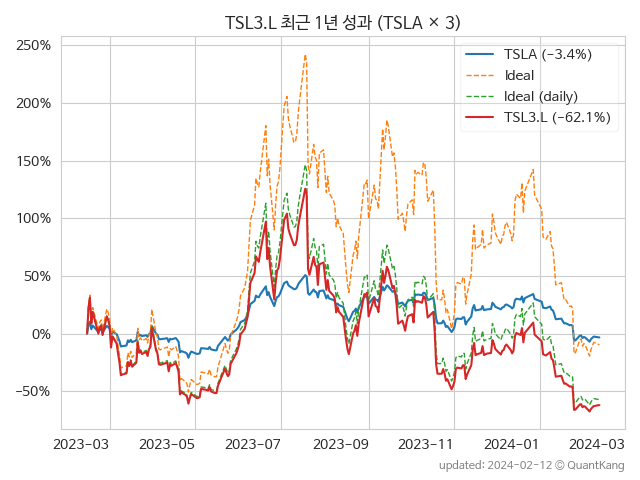 TSL3.L 최근 1년 성과 (TSLA × 3)
250%
200%
150%
100%
50%
0%
−50%
TSLA (−3.4%)
Ideal
Ideal (daily)
TSL3.L (−62.1%)
2023−03 2023−05 2023−07 2023−09 2023−11 2024−01 2024−03
updated: 2024−02−12 © QuantKang